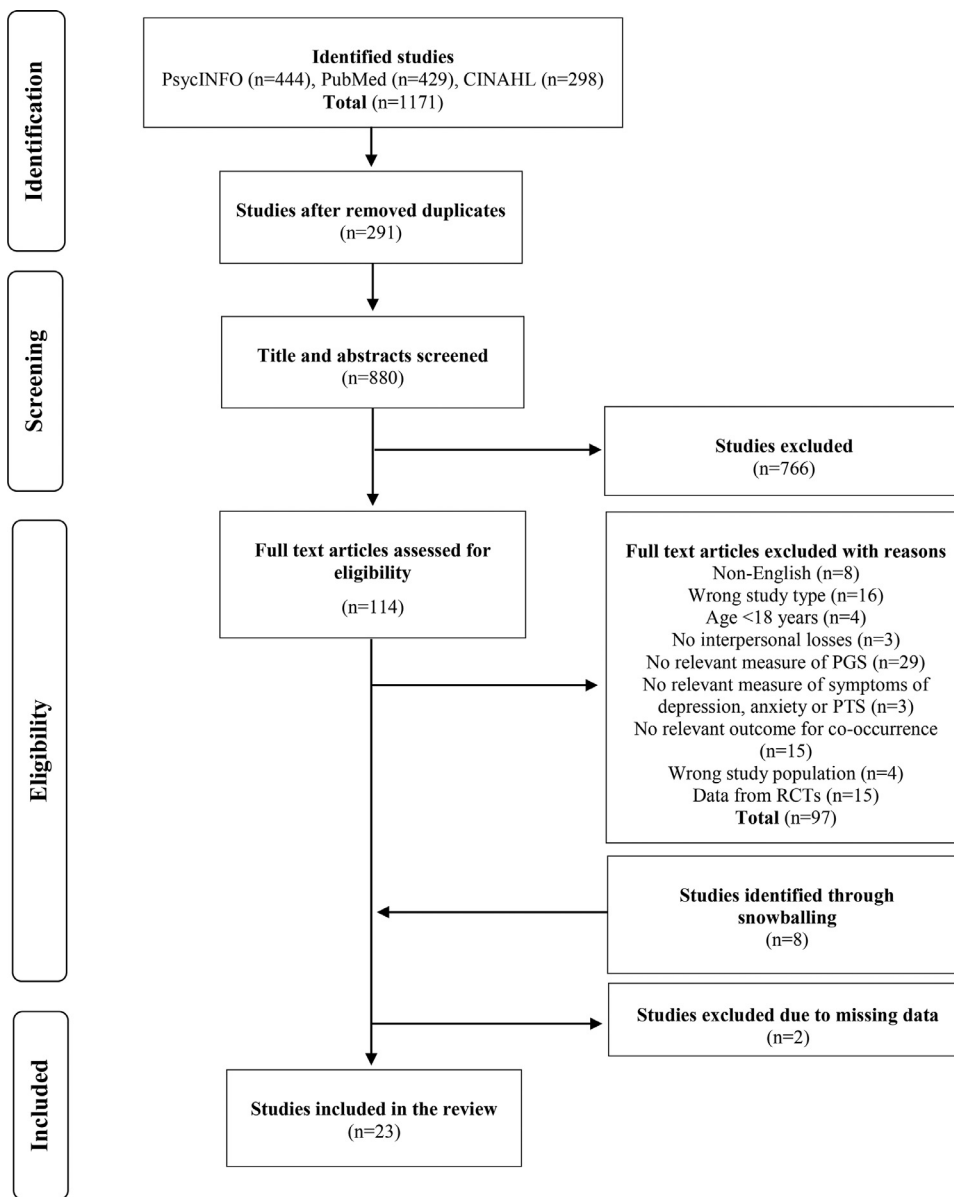 Identification
Identified studies
PsycINFO (n=444), PubMed (n=429), CINAHL (n=298)
Total (n=1171)
Studies after removed duplicates
(n=291)
Screening
Title and abstracts screened
(n=880)
Studies excluded
(n=766)
Eligibility
Full text articles assessed for
eligibility
(n=114)
Full text articles excluded with reasons
Non-English (n=8)
Wrong study type (n=16)
Age <18 years (n=4)
No interpersonal losses (n=3)
No relevant measure of PGS (n=29)
No relevant measure of symptoms of
depression, anxiety or PTS (n=3)
No relevant outcome for co-occurrence
(n=15)
Wrong study population (n=4)
Data from RCTs (n=15)
Total (n=97)
Studies identified through
snowballing
(n=8)
Studies excluded due to missing data
(n=2)
Included
Studies included in the review
(n=23)